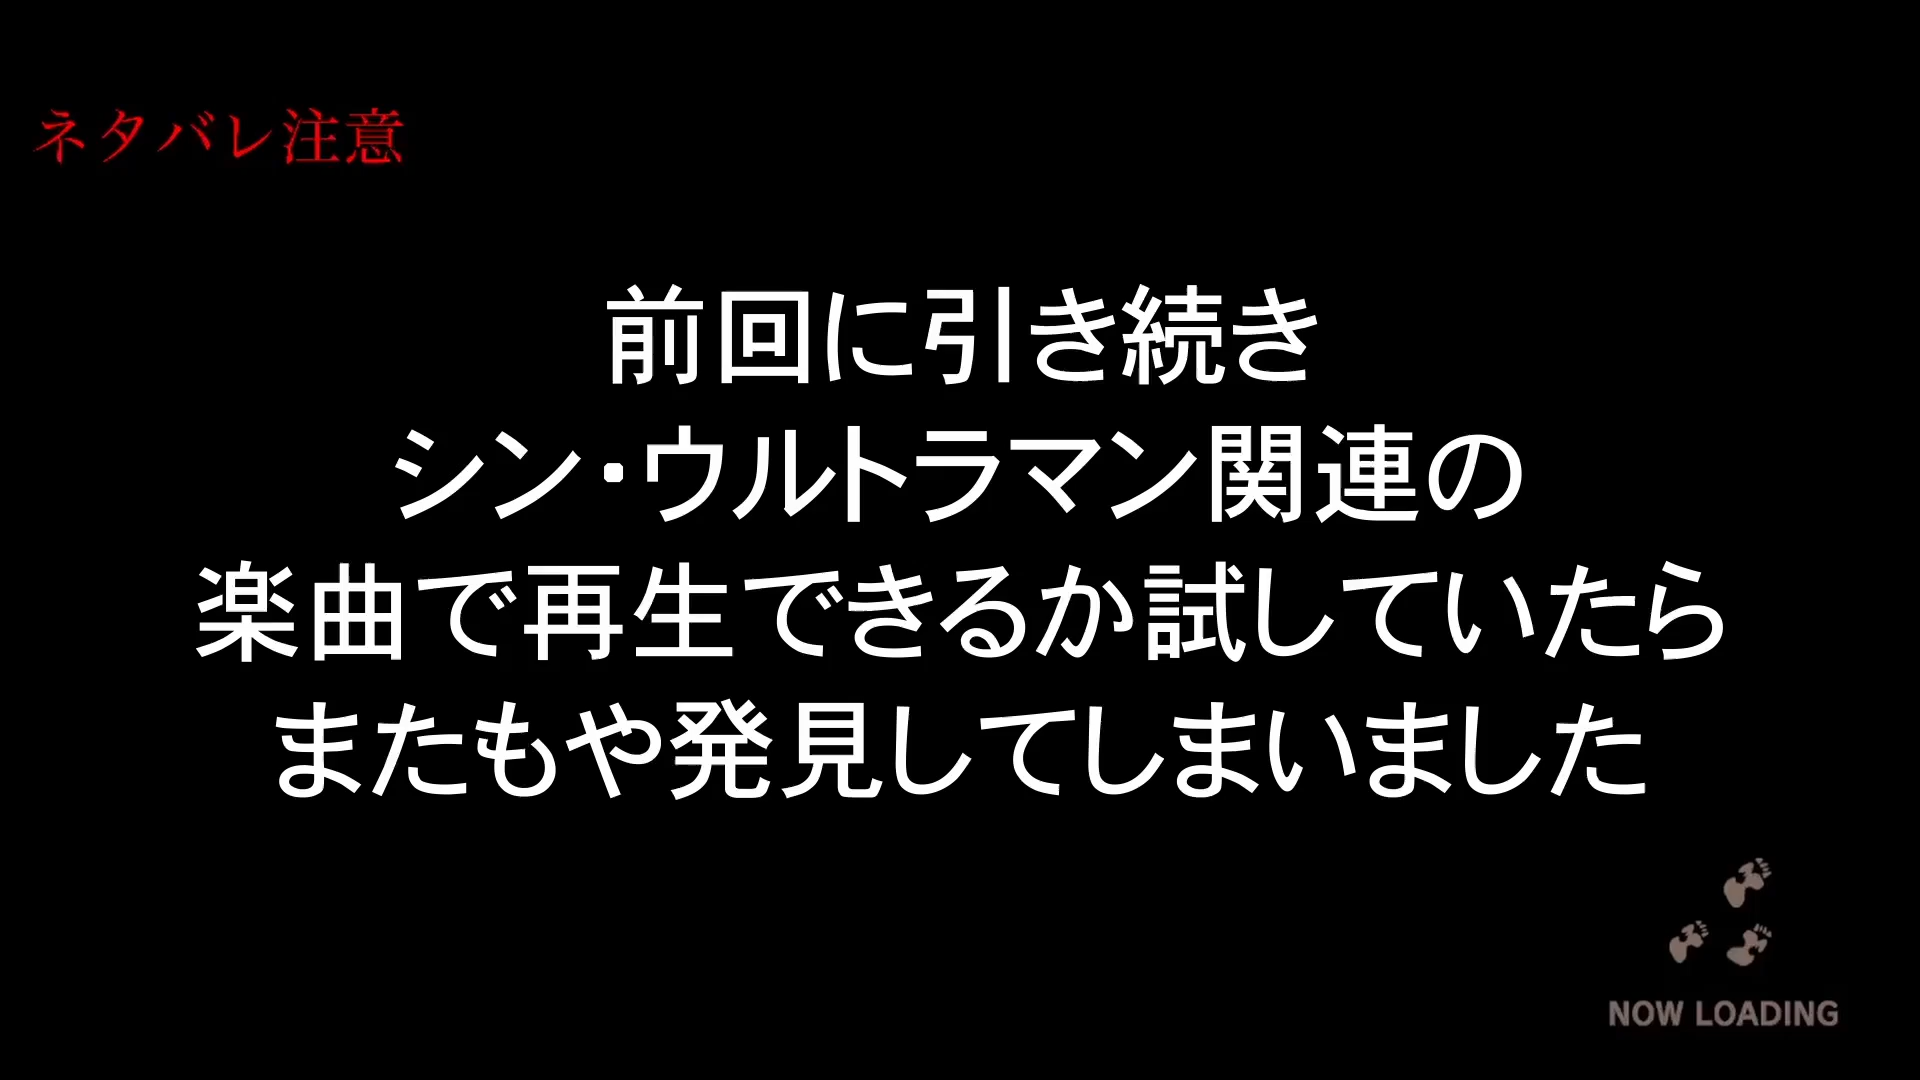 ネタバレ注意
前回に引き続き
シン・ウルトラマン関連の
楽曲で再生できるか試していたら
またもや発見してしまいました
NOW LOADING